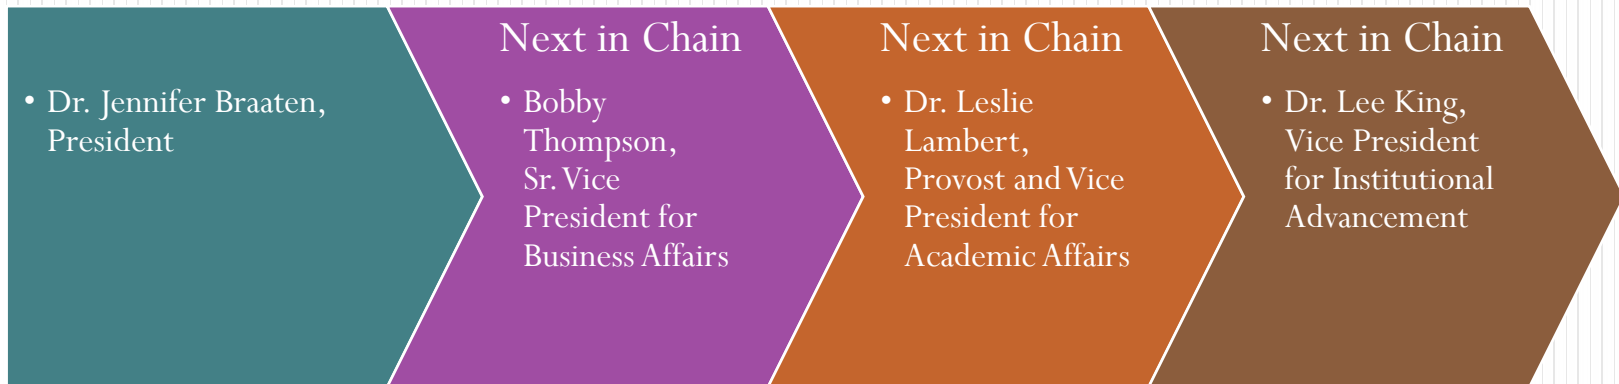 • Dr. Jennifer Braaten,
President
Next in Chain
• Bobby
Thompson,
Sr. Vice
President for
Business Affairs
Next in Chain
• Dr. Leslie
Lambert,
Provost and Vice
President for
Academic Affairs
Next in Chain
• Dr. Lee King,
Vice President
for Institutional
Advancement